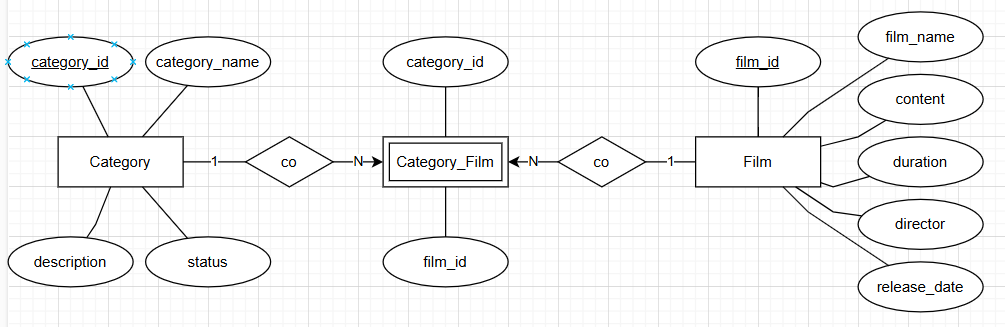 film_name
category_id
category_name
category_id
film_id
content
Category
1
co
N
Category_Film
N
co
1
Film
duration
director
description
status
film_id
release_date